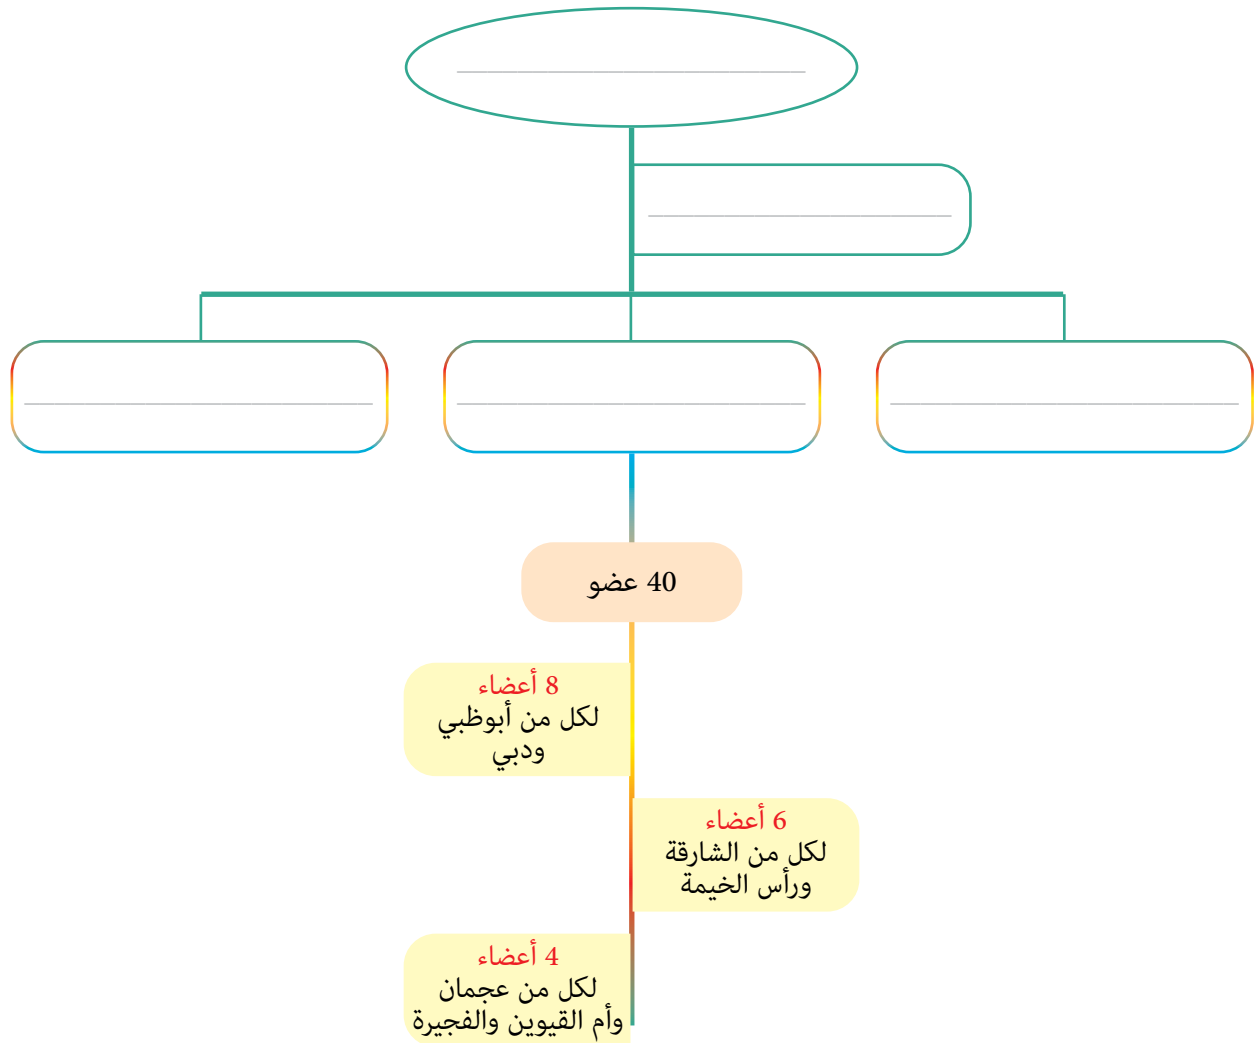 40 عضو
8 أعضاء
لكل من أبوظبي
ودبي
6 أعضاء
لكل من الشارقة
ورأس الخيمة
4 أعضاء
لكل من عجمان
وأم القيوين والفجيرة